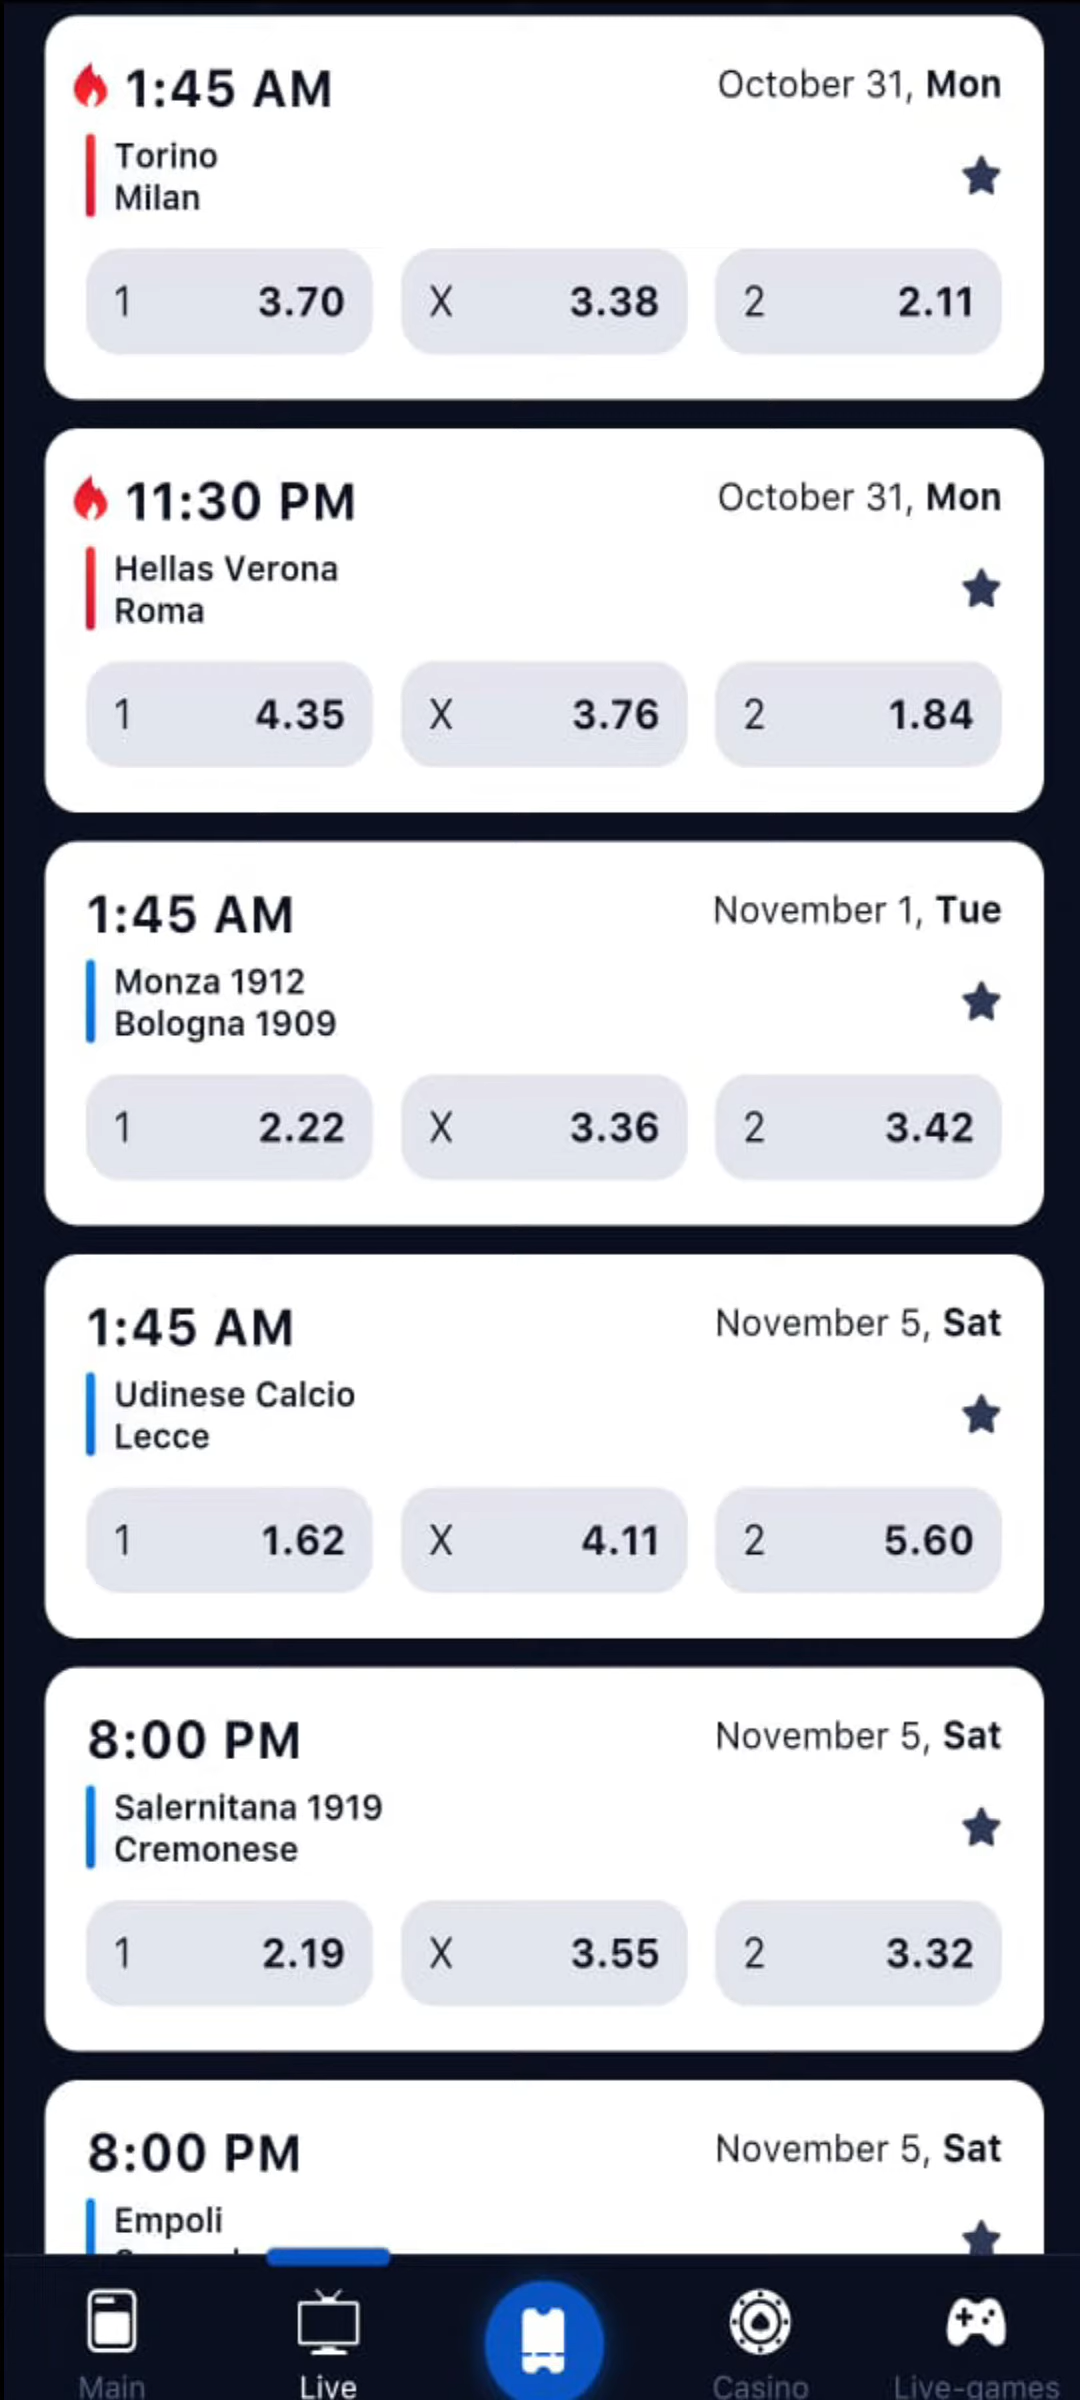 1:45 AM October 31, Mon
Torino
Milan
1 3.70 X 3.38 2 2.11
11:30 PM October 31, Mon
Hellas Verona
Roma
1 4.35 X 3.76 2 1.84
1:45 AM November 1, Tue
Monza 1912
Bologna 1909
1 2.22 X 3.36 2 3.42
1:45 AM November 5, Sat
Udinese Calcio
Lecce
1 1.62 X 4.11 2 5.60
8:00 PM November 5, Sat
Salernitana 1919
Cremonese
1 2.19 X 3.55 2 3.32
8:00 PM November 5, Sat
Empoli
Main Live Casino Live-games